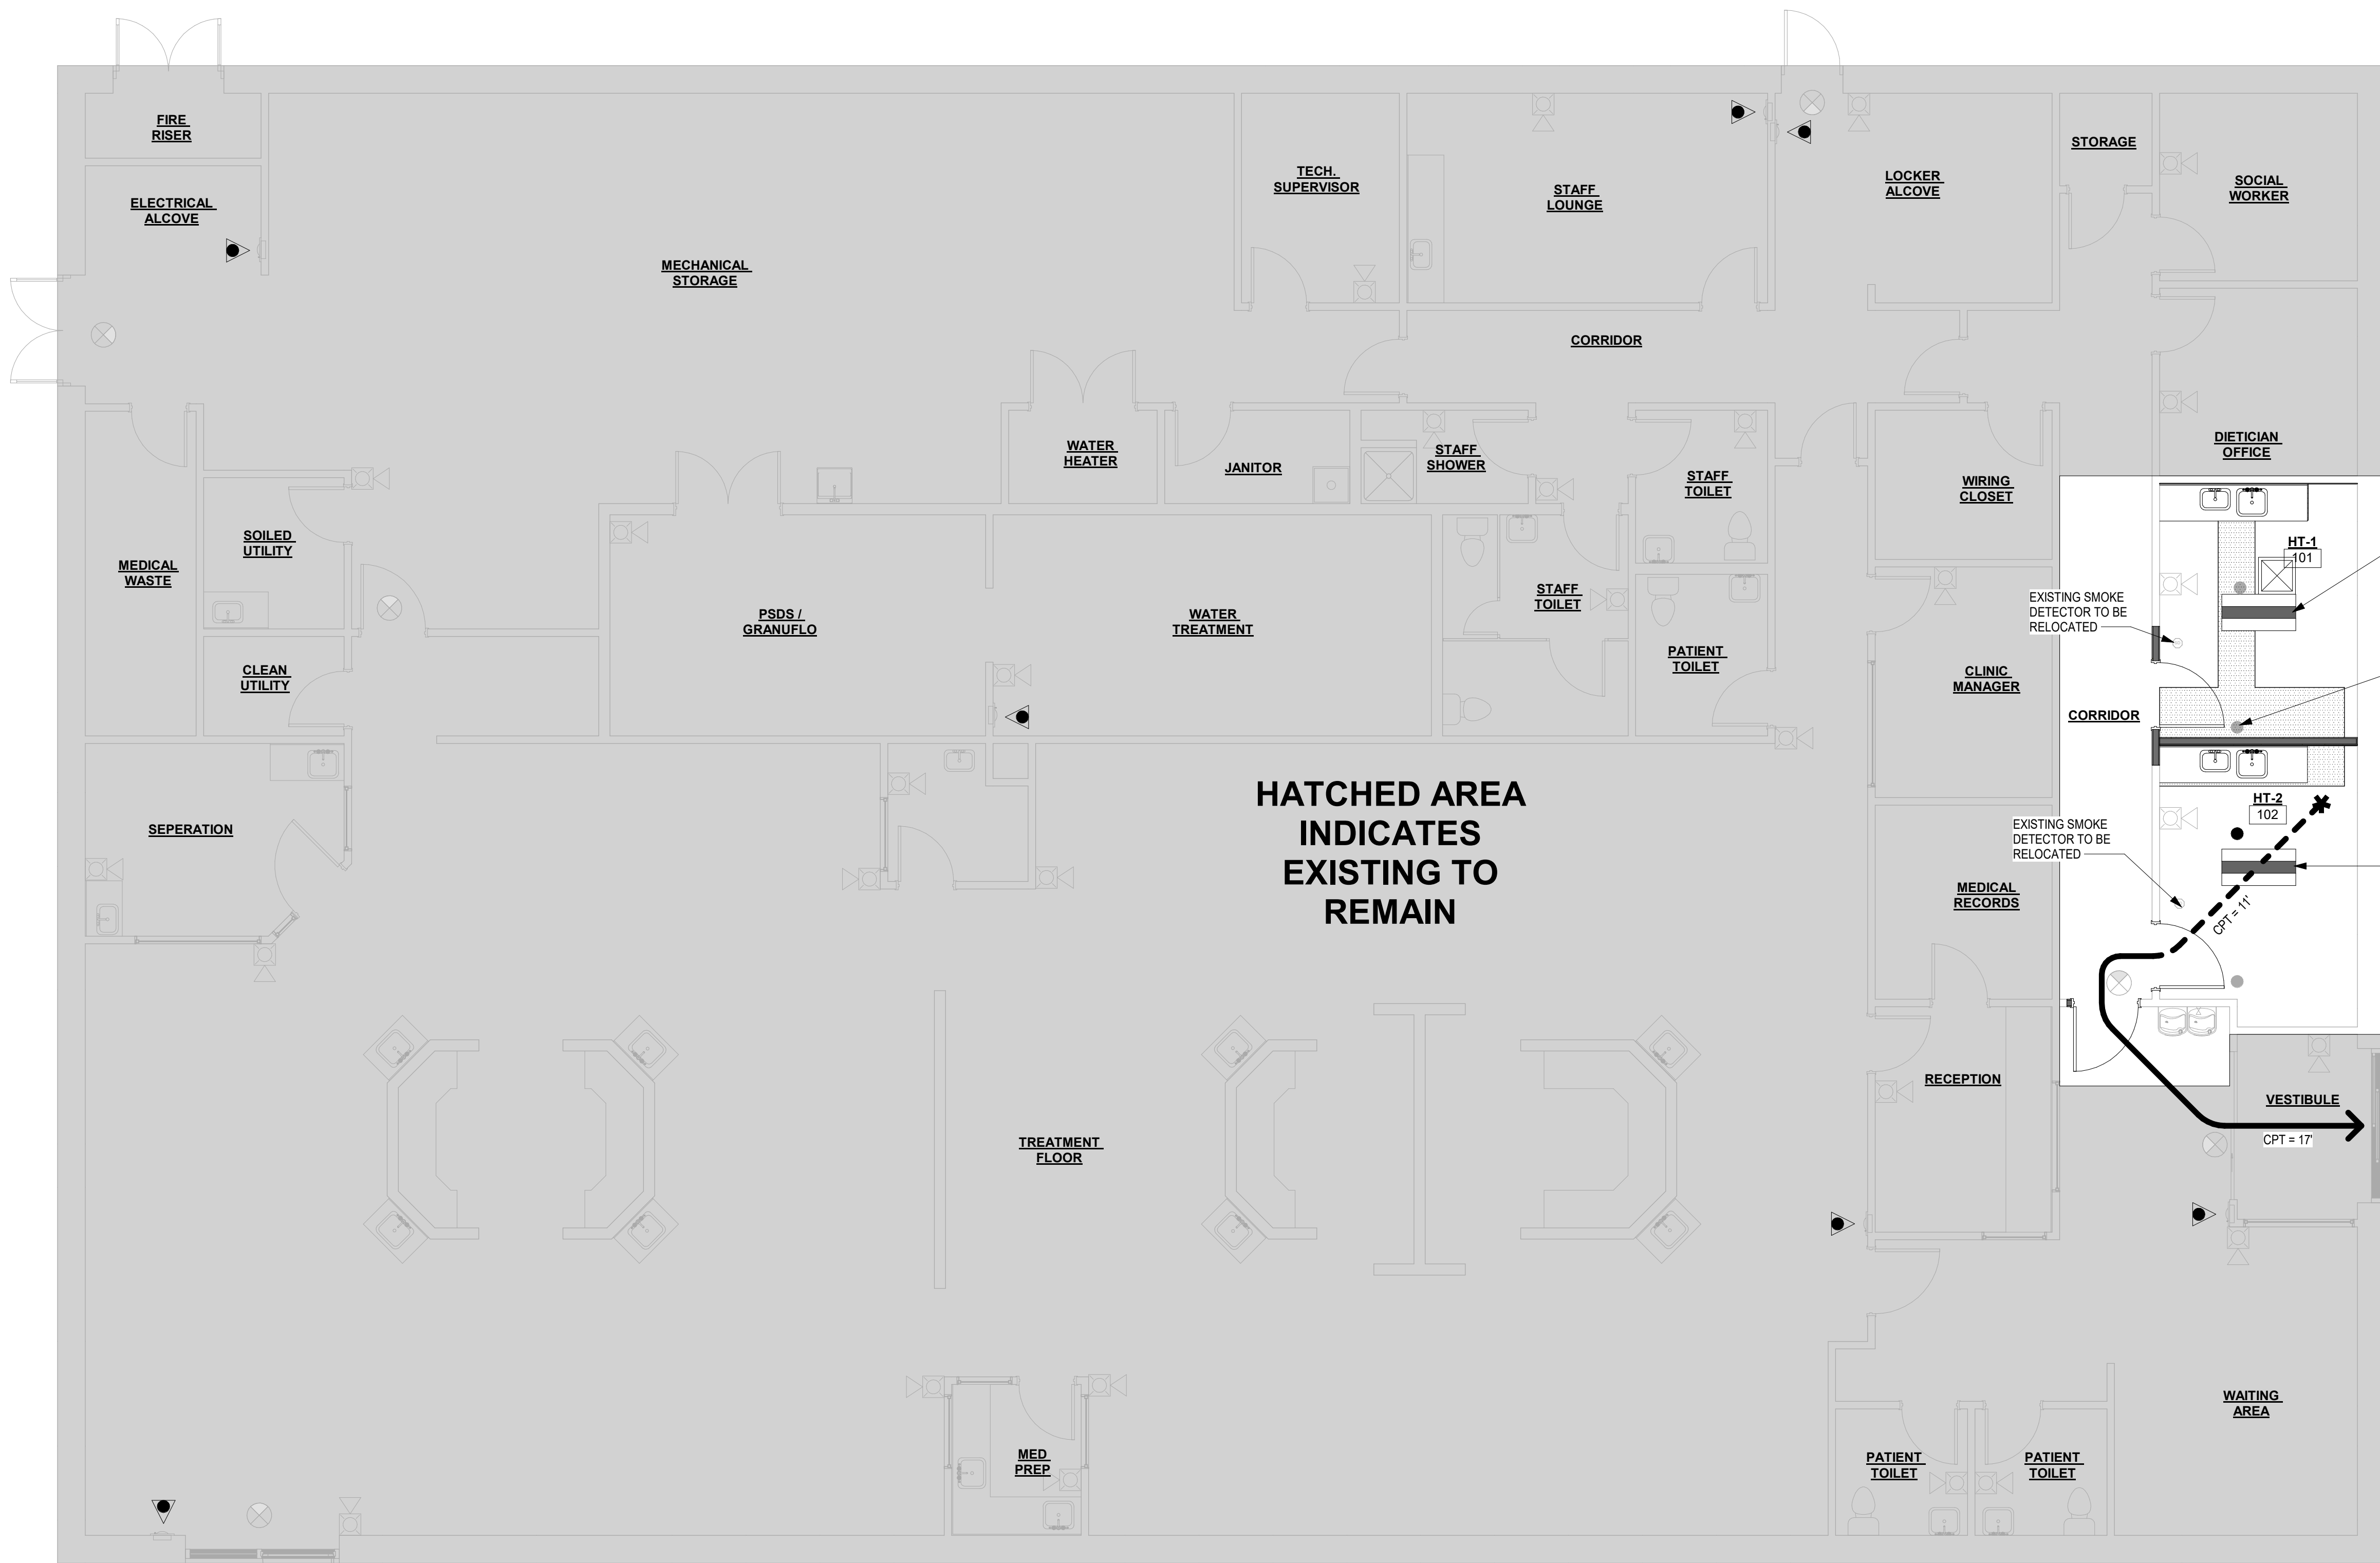 FIRE
RISER
ELECTRICAL
ALCOVE
MECHANICAL
STORAGE
TECH.
SUPERVISOR
STAFF
LOUNGE
LOCKER
ALCOVE
STORAGE
SOCIAL
WORKER
CORRIDOR
DIETICIAN
OFFICE
WATER
HEATER
JANITOR
STAFF
SHOWER
STAFF
TOILET
WIRING
CLOSET
SOILED
UTILITY
MEDICAL
WASTE
PSDS /
GRANUFLO
WATER
TREATMENT
STAFF
TOILET
HT-1
101
EXISTING SMOKE
DETECTOR TO BE
RELOCATED
CLEAN
UTILITY
PATIENT
TOILET
CLINIC
MANAGER
CORRIDOR
SEPERATION
HATCHED AREA
INDICATES
EXISTING TO
REMAIN
HT-2
102
EXISTING SMOKE
DETECTOR TO BE
RELOCATED
MEDICAL
RECORDS
CPT = 11'
RECEPTION
VESTIBULE
CPT = 17'
TREATMENT
FLOOR
WAITING
AREA
MED
PREP
PATIENT
TOILET
PATIENT
TOILET